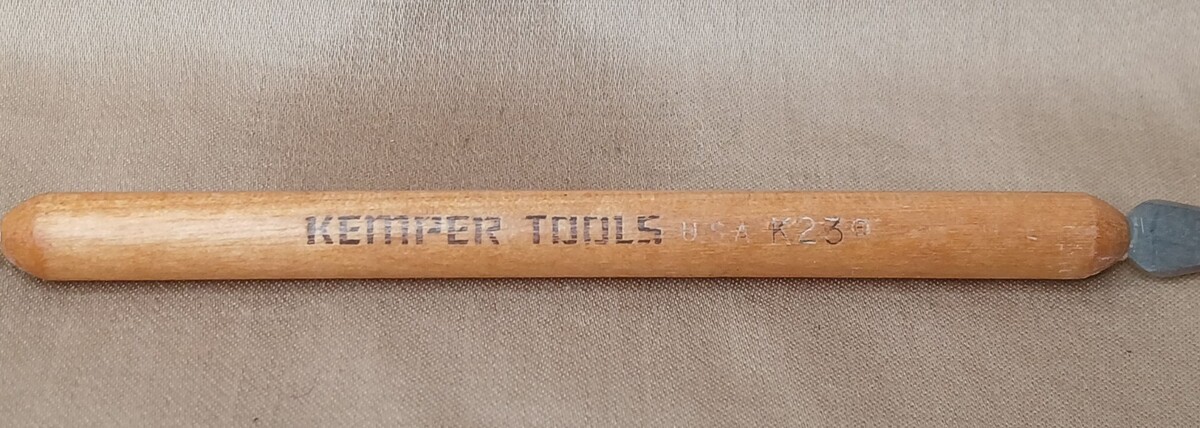 KEMPER TOOLS USA K23®